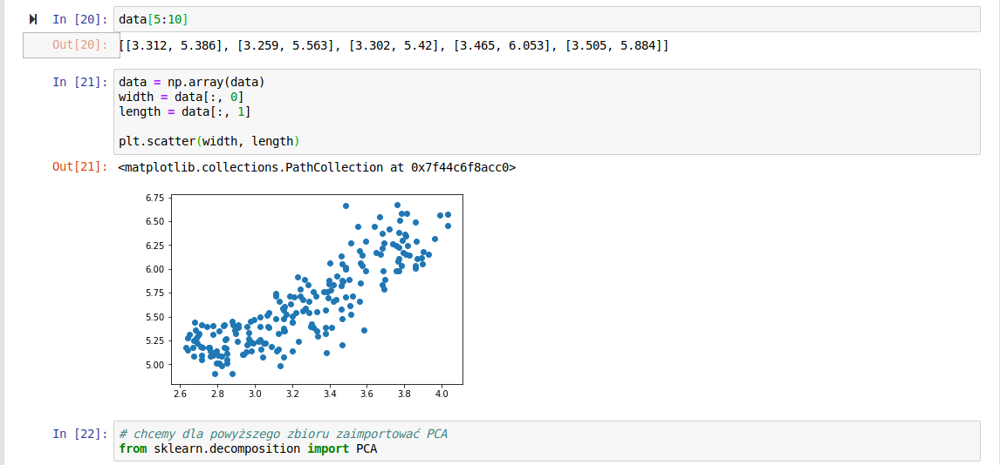 In [20]: data[5:10]
Out[20]: [[3.312, 5.386], [3.259, 5.563], [3.302, 5.42], [3.465, 6.053], [3.505, 5.884]]
In [21]: data = np.array(data)
width = data[:, 0]
length = data[:, 1]
plt.scatter(width, length)
Out[21]: <matplotlib.collections.PathCollection at 0x7f44c6f8acc0>
6.75
6.50
6.25
6.00
5.75
5.50
5.25
5.00
2.6 2.8 3.0 3.2 3.4 3.6 3.8 4.0
In [22]: # chcemy dla powyższego zbioru zaimportować PCA
from sklearn.decomposition import PCA